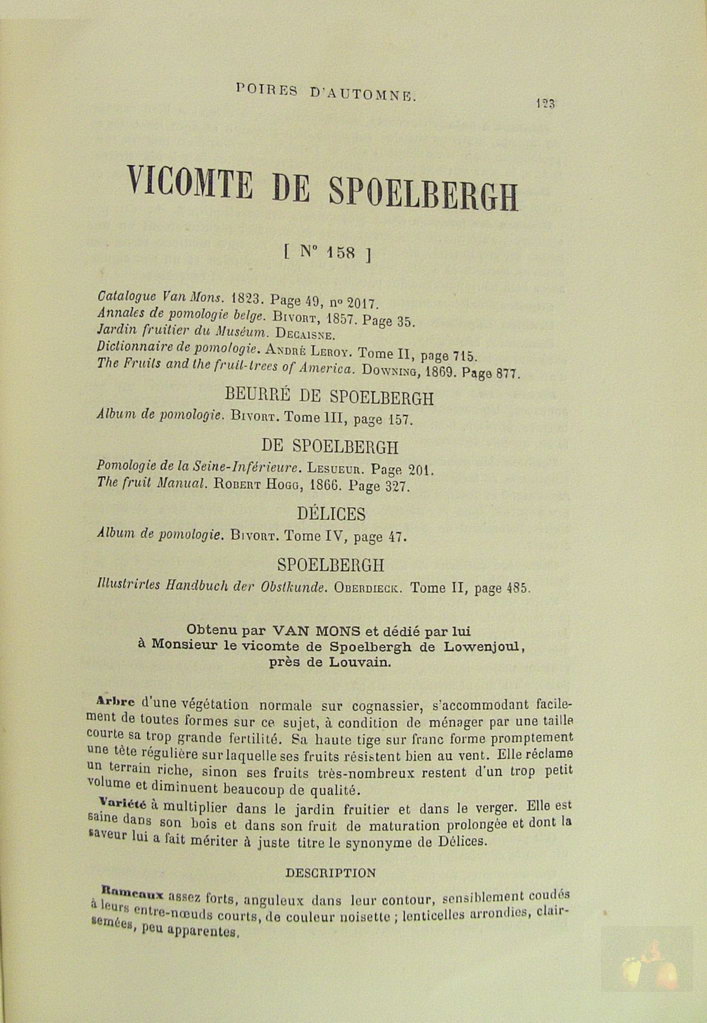 POIRES D'AUTOMNE.
123
VICOMTE DE SPOELBERGH
[ Nº 158 ]
Catalogue Van Mons. 1823. Page 49, nº 2017.
Annales de pomologie belge. BIVORT, 1857. Page 35.
Jardin fruitier du Muséum. DECAISNE.
Dictionnaire de pomologie. ANDRÉ LEROY. Tome II, page 715.
The Fruits and the fruit-trees of America. DOWNING, 1869. Page 877.
BEURRÉ DE SPOELBERGH
Album de pomologie. BIVORT. Tome III, page 157.
DE SPOELBERGH
Pomologie de la Seine-Inférieure. LESUEUR. Page 201.
The fruit Manual. ROBERT HOGG, 1866. Page 327.
DÉLICES
Album de pomologie. BIVORT. Tome IV, page 47.
SPOELBERGH
Illustrirtes Handbuch der Obstkunde. OBERDIECK. Tome II, page 485.
Obtenu par VAN MONS et dédié par lui
à Monsieur le vicomte de Spoelbergh de Lowenjoul,
près de Louvain.
Arbre d'une végétation normale sur cognassier, s'accommodant facile-
ment de toutes formes sur ce sujet, à condition de ménager par une taille
courte sa trop grande fertilité. Sa haute tige sur franc forme promptement
une tête régulière sur laquelle ses fruits résistent bien au vent. Elle réclame
un terrain riche, sinon ses fruits très-nombreux restent d'un trop petit
volume et diminuent beaucoup de qualité.
Variété à multiplier dans le jardin fruitier et dans le verger. Elle est
saine dans son bois et dans son fruit de maturation prolongée et dont la
saveur lui a fait mériter à juste titre le synonyme de Délices.
DESCRIPTION
Rameaux assez forts, anguleux dans leur contour, sensiblement coudés
à leurs entre-nœuds courts, de couleur noisette ; lenticelles arrondies, clair-
semées, peu apparentes.